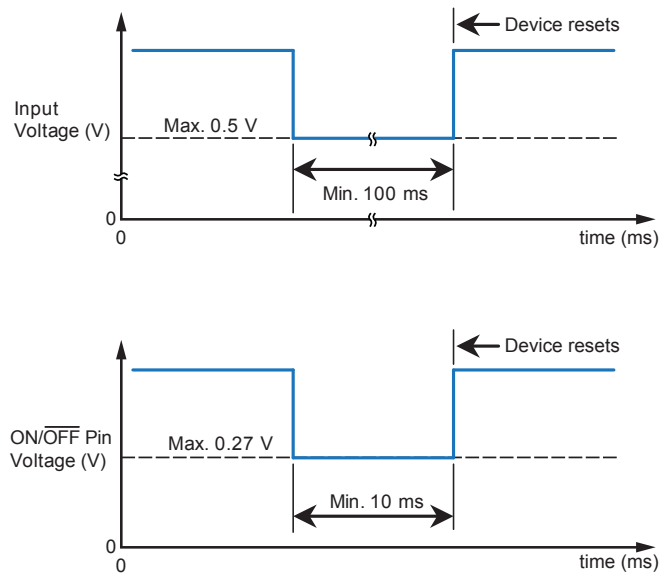 Device resets
Input
Voltage (V)
Max. 0.5 V
Min. 100 ms
0
0
time (ms)
Device resets
ON/O̅F̅F̅ Pin
Voltage (V)
Max. 0.27 V
Min. 10 ms
0
0
time (ms)